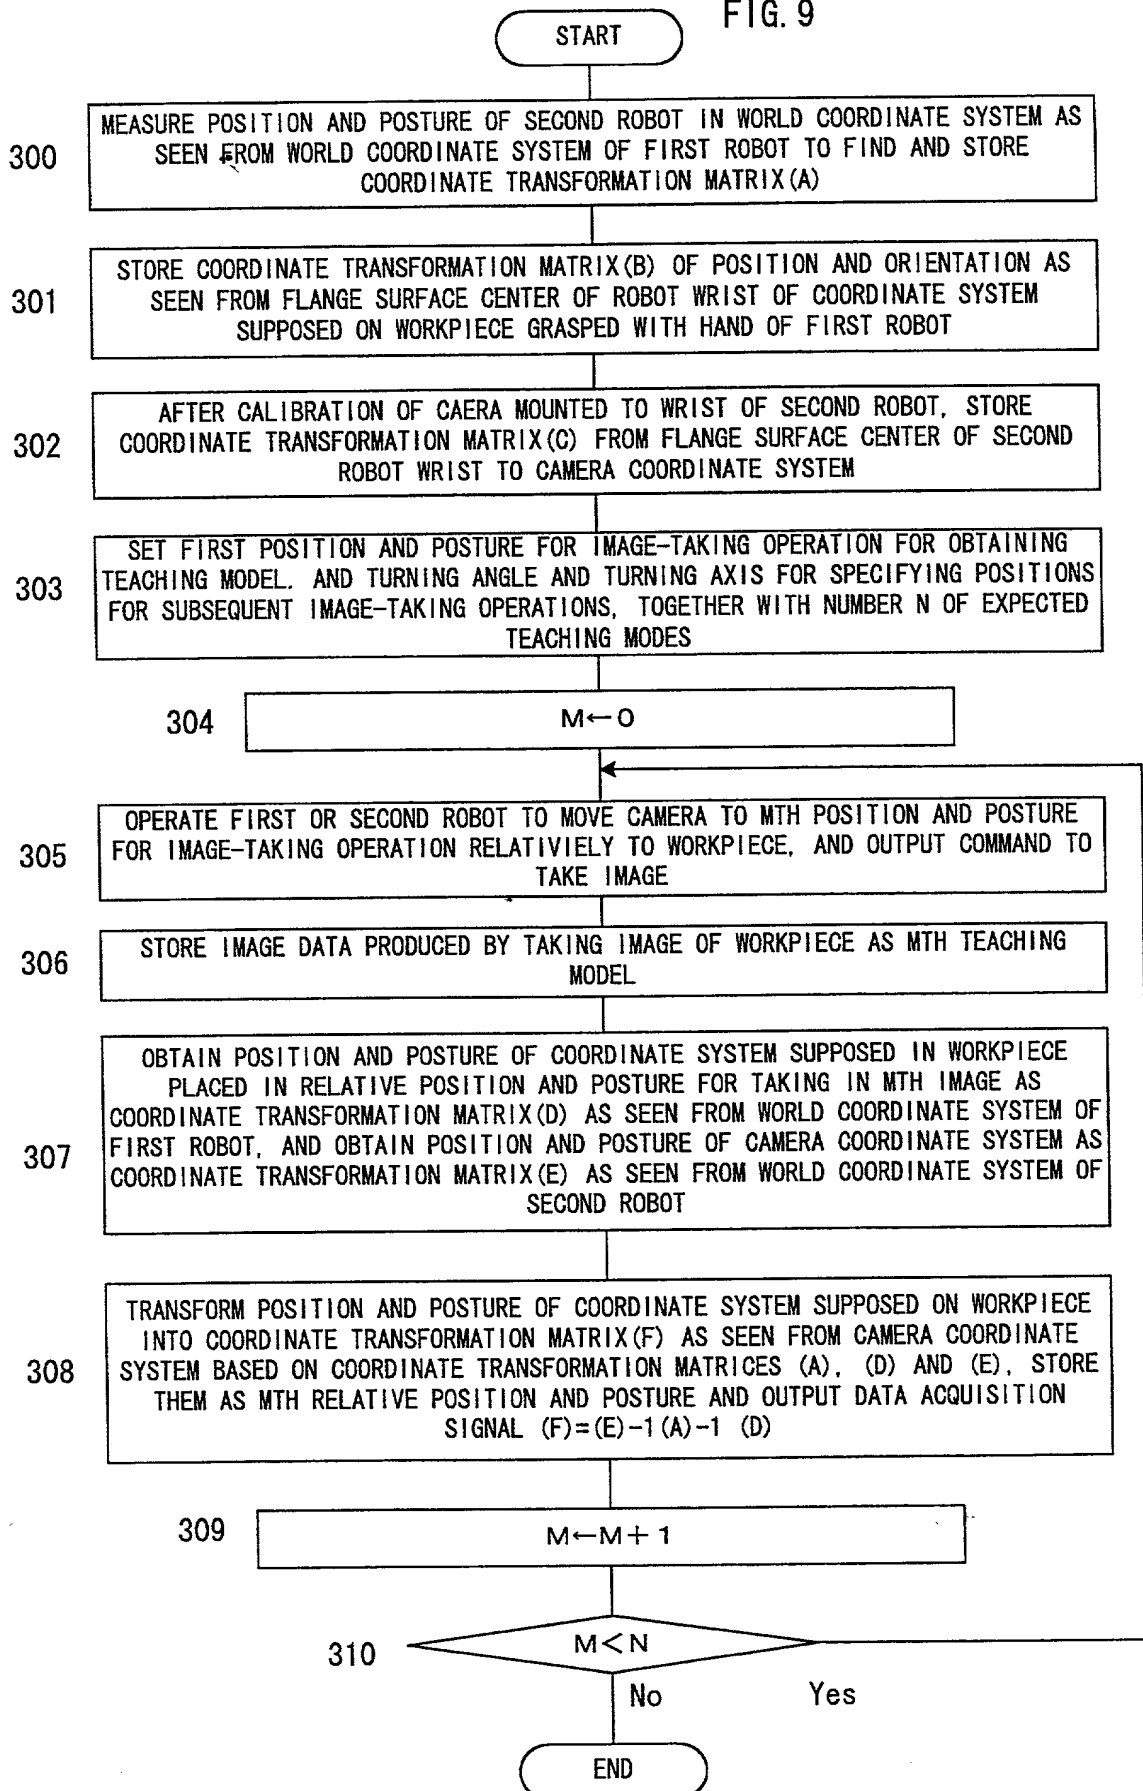 FIG. 9
START
300
MEASURE POSITION AND POSTURE OF SECOND ROBOT IN WORLD COORDINATE SYSTEM AS
SEEN FROM WORLD COORDINATE SYSTEM OF FIRST ROBOT TO FIND AND STORE
COORDINATE TRANSFORMATION MATRIX(A)
301
STORE COORDINATE TRANSFORMATION MATRIX(B) OF POSITION AND ORIENTATION AS
SEEN FROM FLANGE SURFACE CENTER OF ROBOT WRIST OF COORDINATE SYSTEM
SUPPOSED ON WORKPIECE GRASPED WITH HAND OF FIRST ROBOT
302
AFTER CALIBRATION OF CAERA MOUNTED TO WRIST OF SECOND ROBOT, STORE
COORDINATE TRANSFORMATION MATRIX(C) FROM FLANGE SURFACE CENTER OF SECOND
ROBOT WRIST TO CAMERA COORDINATE SYSTEM
303
SET FIRST POSITION AND POSTURE FOR IMAGE-TAKING OPERATION FOR OBTAINING
TEACHING MODEL. AND TURNING ANGLE AND TURNING AXIS FOR SPECIFYING POSITIONS
FOR SUBSEQUENT IMAGE-TAKING OPERATIONS, TOGETHER WITH NUMBER N OF EXPECTED
TEACHING MODES
304
M←0
305
OPERATE FIRST OR SECOND ROBOT TO MOVE CAMERA TO MTH POSITION AND POSTURE
FOR IMAGE-TAKING OPERATION RELATIVIELY TO WORKPIECE, AND OUTPUT COMMAND TO
TAKE IMAGE
306
STORE IMAGE DATA PRODUCED BY TAKING IMAGE OF WORKPIECE AS MTH TEACHING
MODEL
307
OBTAIN POSITION AND POSTURE OF COORDINATE SYSTEM SUPPOSED IN WORKPIECE
PLACED IN RELATIVE POSITION AND POSTURE FOR TAKING IN MTH IMAGE AS
COORDINATE TRANSFORMATION MATRIX(D) AS SEEN FROM WORLD COORDINATE SYSTEM OF
FIRST ROBOT, AND OBTAIN POSITION AND POSTURE OF CAMERA COORDINATE SYSTEM AS
COORDINATE TRANSFORMATION MATRIX(E) AS SEEN FROM WORLD COORDINATE SYSTEM OF
SECOND ROBOT
308
TRANSFORM POSITION AND POSTURE OF COORDINATE SYSTEM SUPPOSED ON WORKPIECE
INTO COORDINATE TRANSFORMATION MATRIX(F) AS SEEN FROM CAMERA COORDINATE
SYSTEM BASED ON COORDINATE TRANSFORMATION MATRICES (A), (D) AND (E), STORE
THEM AS MTH RELATIVE POSITION AND POSTURE AND OUTPUT DATA ACQUISITION
SIGNAL (F)=(E)-1(A)-1 (D)
309
M←M+1
310
M<N
No
Yes
END